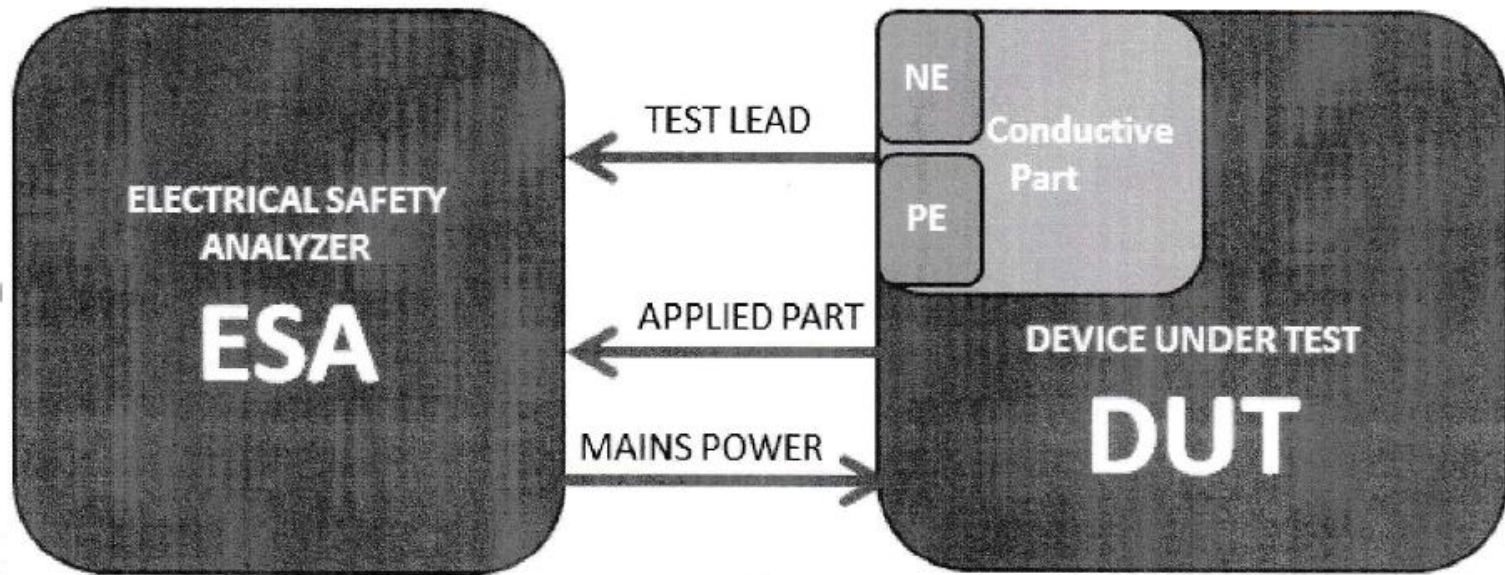 ELECTRICAL SAFETY
ANALYZER
ESA
TEST LEAD
APPLIED PART
MAINS POWER
NE
Conductive
Part
PE
DEVICE UNDER TEST
DUT